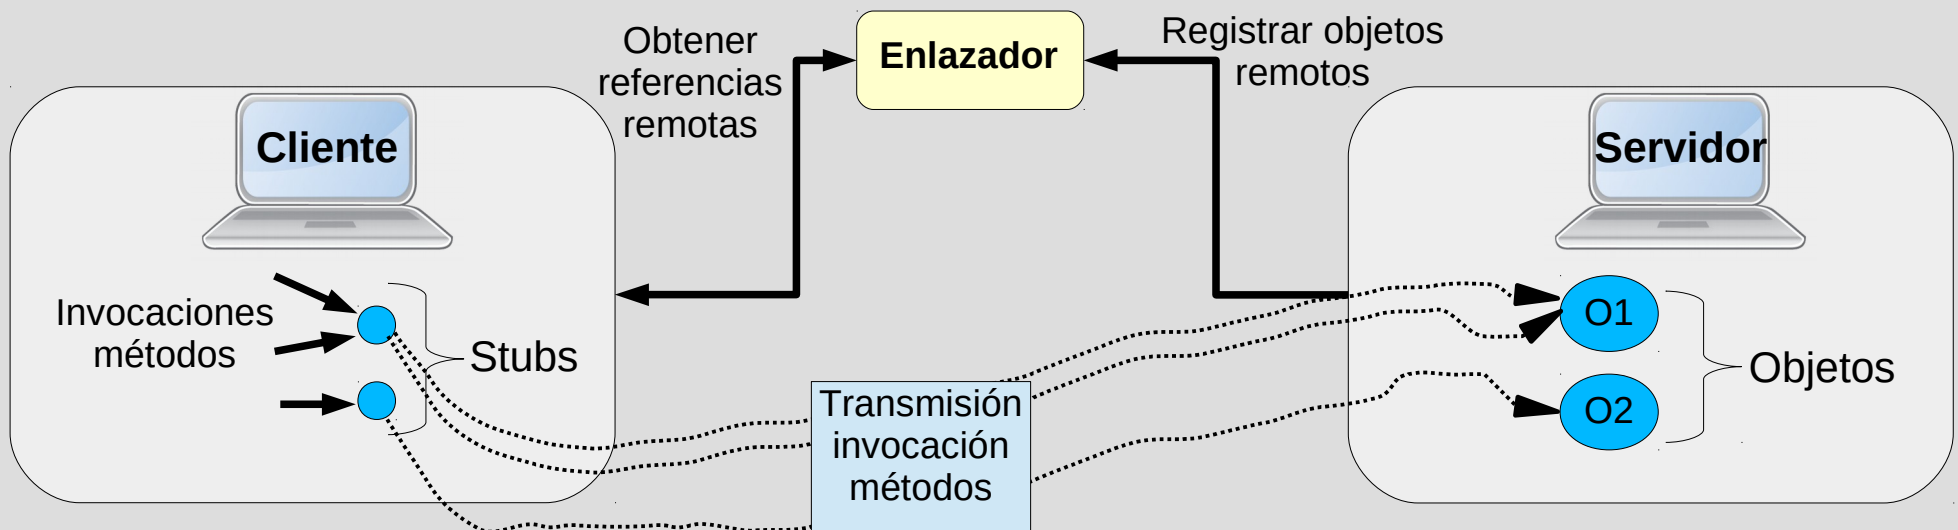 Obtener
referencias
remotas
Enlazador
Registrar objetos
remotos
Cliente
Servidor
Invocaciones
métodos
Stubs
Transmisión
invocación
métodos
O1
O2
Objetos